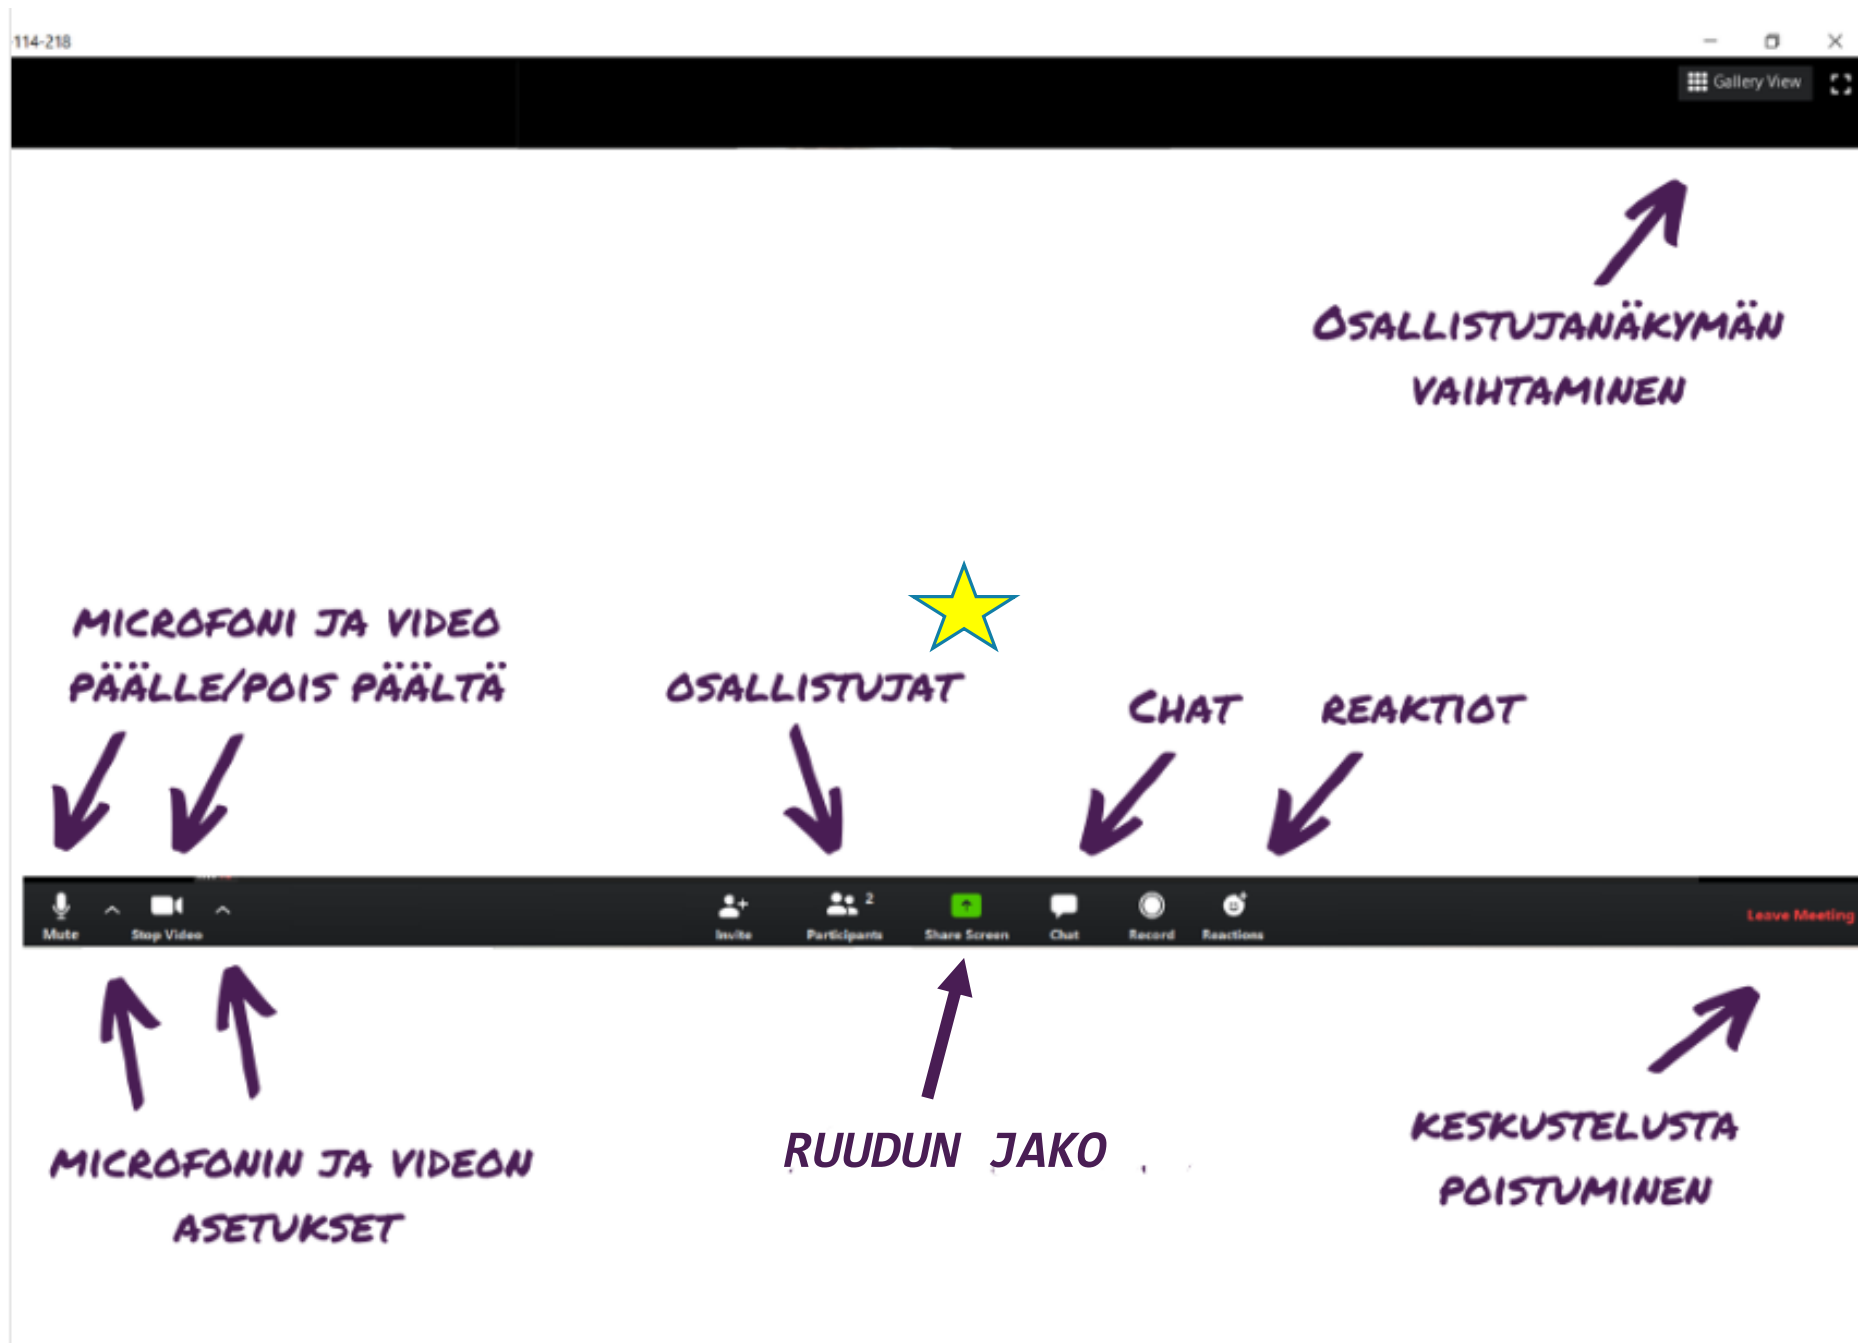 114-218
Gallery View
OSALLISTUJANÄKYMÄN
VAIHTAMINEN
MICROFONI JA VIDEO
PÄÄLLE/POIS PÄÄLTÄ
OSALLISTUJAT
CHAT
REAKTIOT
2
Mute
Stop Video
Invite
Participants
Share Screen
Chat
Record
Reactions
Leave Meeting
MICROFONIN JA VIDEON
ASETUKSET
RUUDUN JAKO
KESKUSTELUSTA
POISTUMINEN